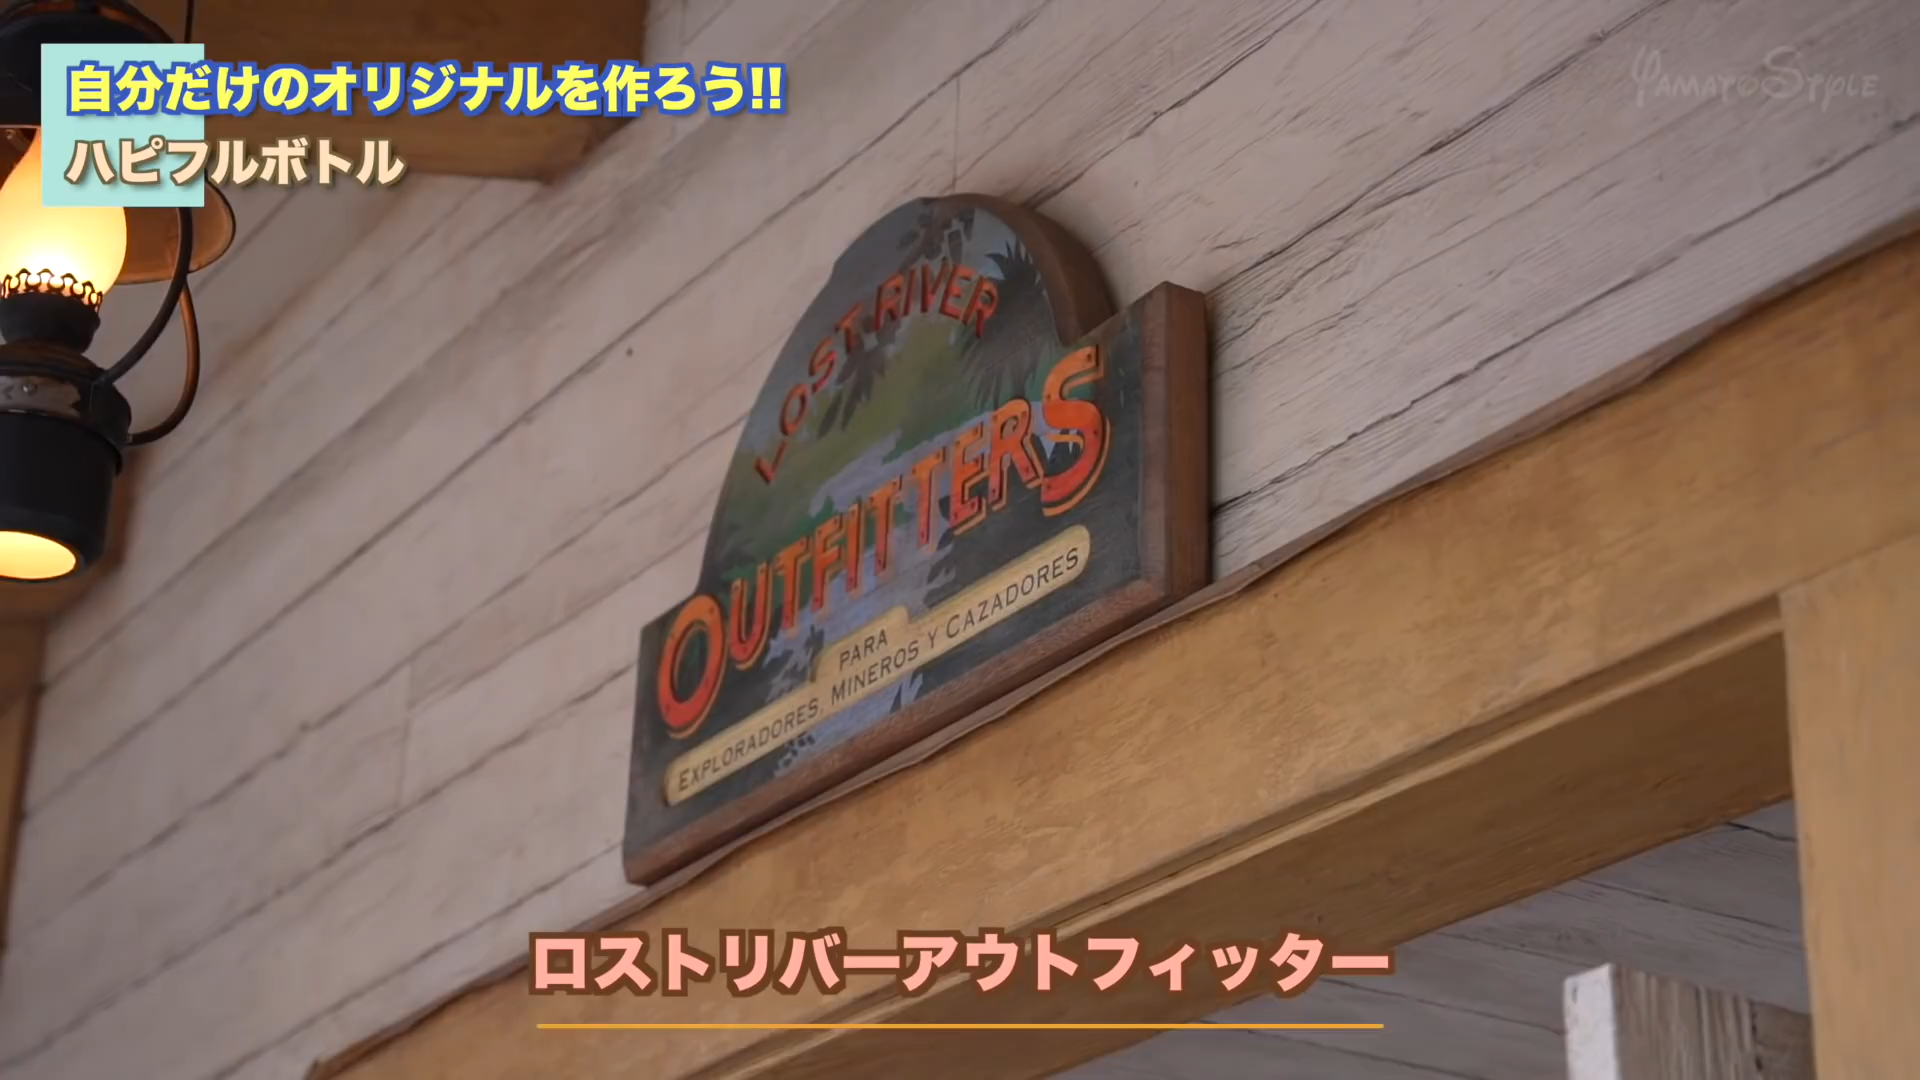 自分だけのオリジナルを作ろう!!
ハピフルボトル
YAMATO STYLE
LOST RIVER
OUTFITTERS
PARA
EXPLORADORES, MINEROS Y CAZADORES
ロストリバーアウトフィッター